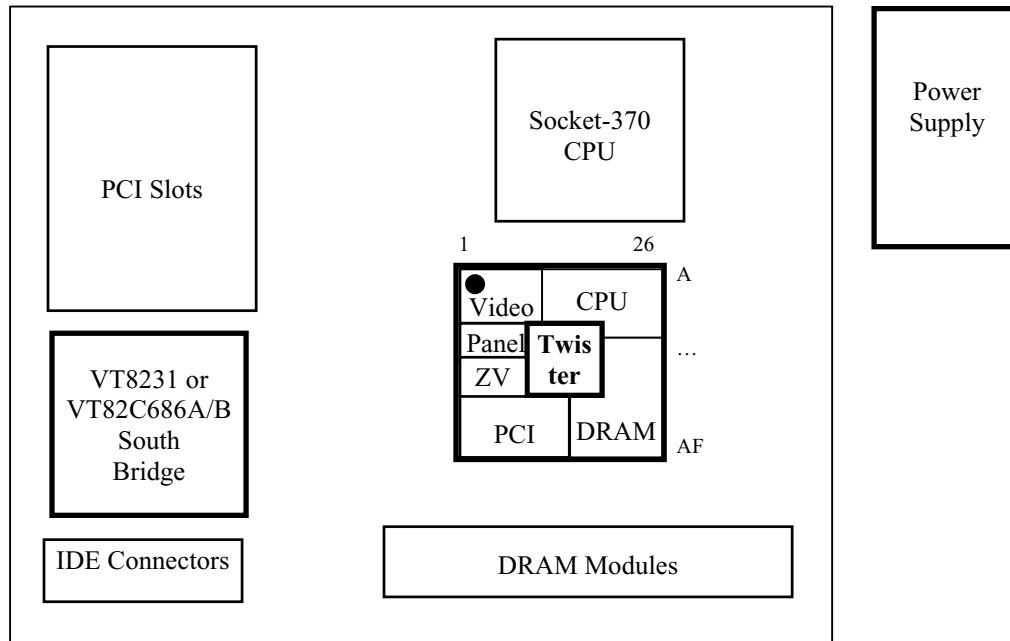 PCI Slots
Socket-370
CPU
Power
Supply
1
26
A
Video
CPU
Panel
Twis
ter
…
ZV
PCI
DRAM
AF
VT8231 or
VT82C686A/B
South
Bridge
IDE Connectors
DRAM Modules